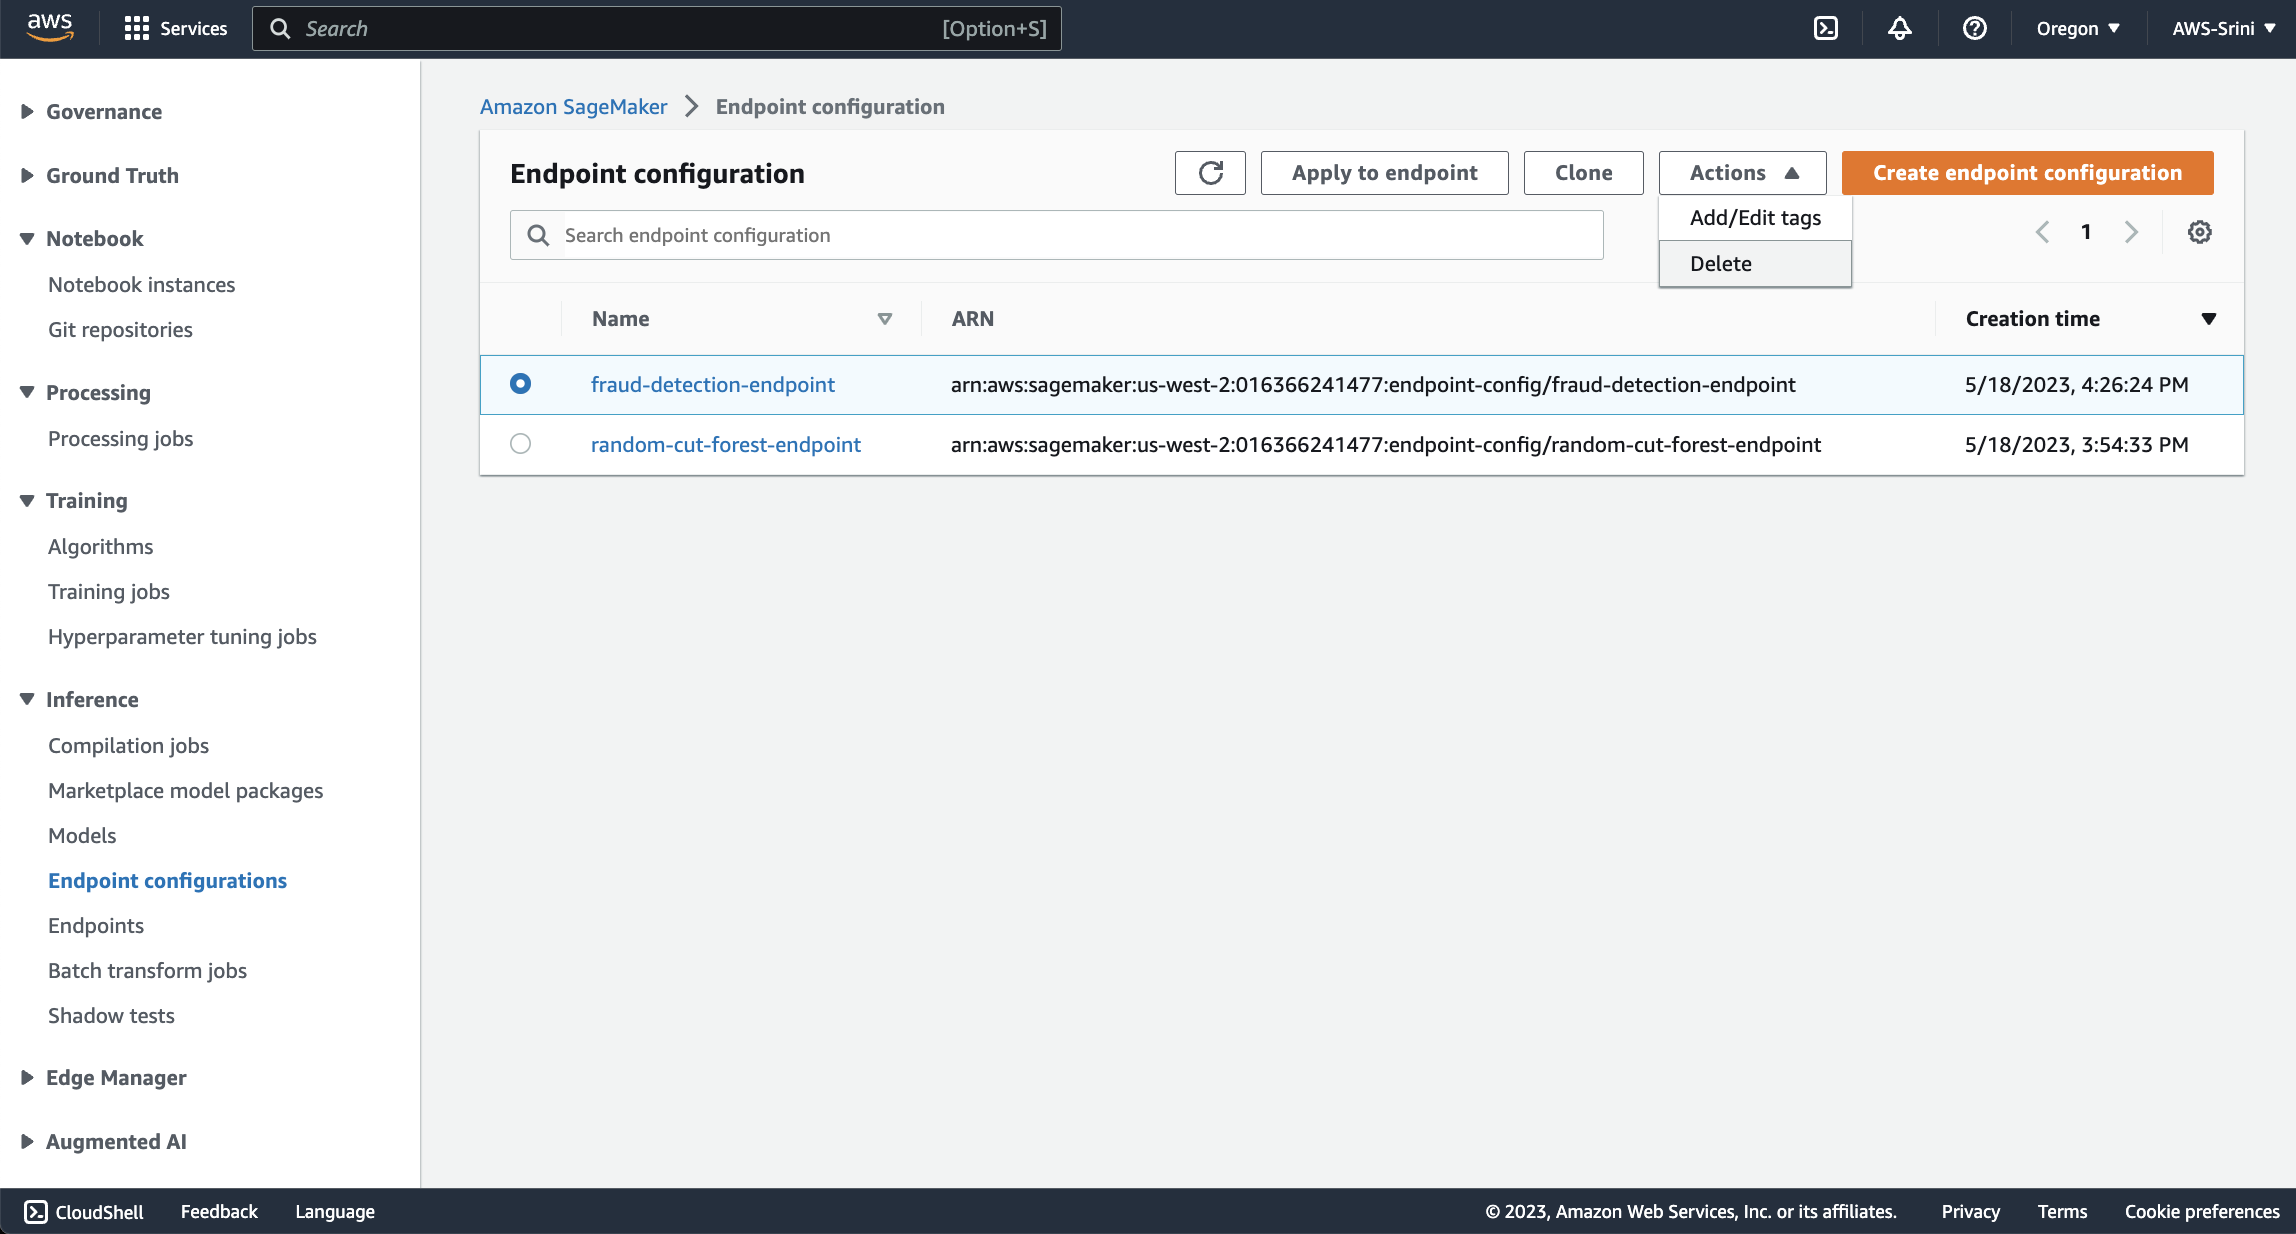 aws Services Search [Option+S] Oregon AWS-Srini
Governance
Ground Truth
Notebook
Notebook instances
Git repositories
Processing
Processing jobs
Training
Algorithms
Training jobs
Hyperparameter tuning jobs
Inference
Compilation jobs
Marketplace model packages
Models
Endpoint configurations
Endpoints
Batch transform jobs
Shadow tests
Edge Manager
Augmented AI
Amazon SageMaker Endpoint configuration
Endpoint configuration Apply to endpoint Clone Actions Create endpoint configuration
Add/Edit tags
Delete
Search endpoint configuration 1
Name ARN Creation time
fraud-detection-endpoint arn:aws:sagemaker:us-west-2:016366241477:endpoint-config/fraud-detection-endpoint 5/18/2023, 4:26:24 PM
random-cut-forest-endpoint arn:aws:sagemaker:us-west-2:016366241477:endpoint-config/random-cut-forest-endpoint 5/18/2023, 3:54:33 PM
CloudShell Feedback Language © 2023, Amazon Web Services, Inc. or its affiliates. Privacy Terms Cookie preferences